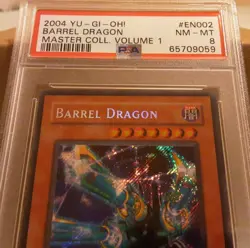 2004 YU-GI-OH! #EN002
BARREL DRAGON NM-MT
MASTER COLL. VOLUME 1 PSA 8
65709059
BARREL DRAGON